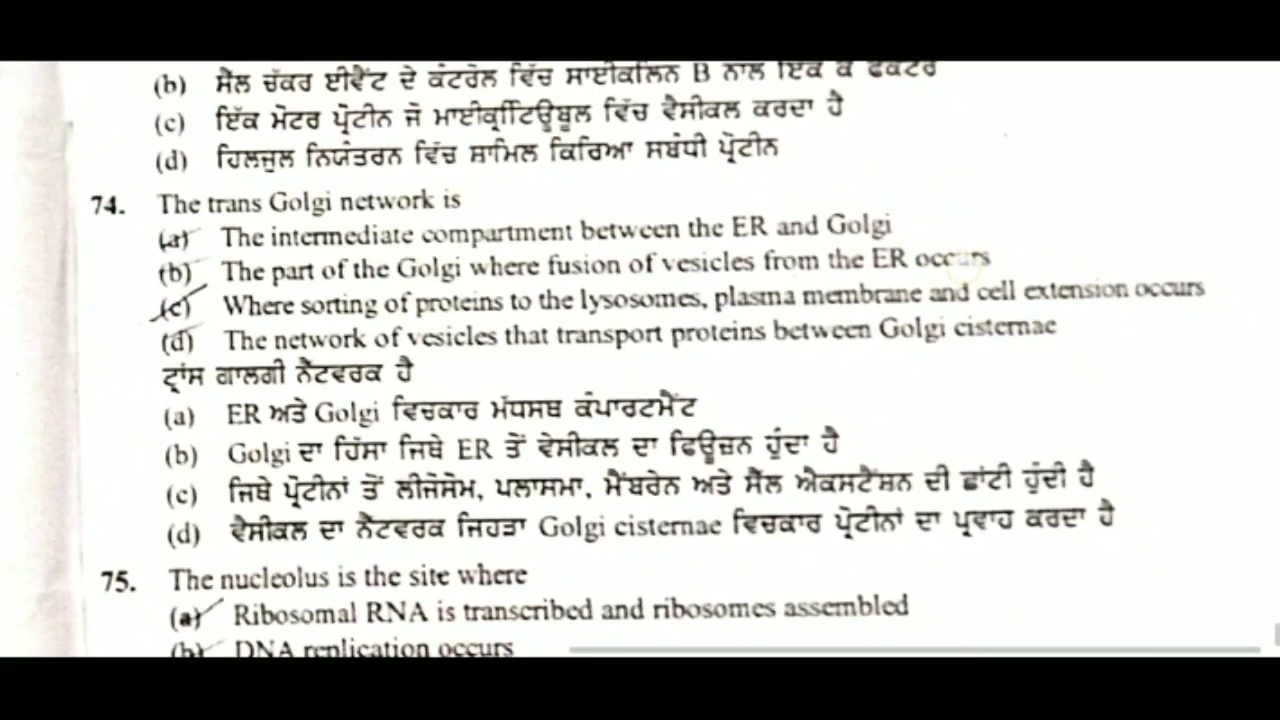 (b) ਸੈੱਲ ਚੱਕਰ ਈਵੈਂਟ ਦੇ ਕੰਟਰੋਲ ਵਿੱਚ ਸਾਈਕਲਿਨ B ਨਾਲ ਇੱਕ
(c) ਇੱਕ ਮੋਟਰ ਪ੍ਰੋਟੀਨ ਜੋ ਵਿੱਚ ਵੈਸੀਕਲ ਕਰਦਾ ਹੈ
(d) ਹਿਲਜੁਲ ਨਿਯੰਤਰਨ ਵਿੱਚ ਸ਼ਾਮਿਲ ਕਿਰਿਆ ਸਬੰਧੀ ਪ੍ਰੋਟੀਨ
74. The trans Golgi network is
(a) The intermediate compartment between the ER and Golgi
(b) The part of the Golgi where fusion of vesicles from the ER occurs
(c) Where sorting of proteins to the lysosomes, plasma membrane and cell extension occurs
(d) The network of vesicles that transport proteins between Golgi cisternae
ਟ੍ਰਾਂਸ ਗਾਲਗੀ ਨੈੱਟਵਰਕ ਹੈ
(a) ER ਅਤੇ Golgi ਵਿਚਕਾਰ ਮੱਧਸਥ ਕੰਪਾਰਟਮੈਂਟ
(b) Golgi ਦਾ ਹਿੱਸਾ ਜਿਥੇ ER ਤੋਂ ਵੇਸੀਕਲ ਦਾ ਫਿਊਜ਼ਨ ਹੁੰਦਾ ਹੈ
(c) ਜਿਥੇ ਪ੍ਰੋਟੀਨਾਂ ਤੋਂ ਲੀਜੋਸੋਮ, ਪਲਾਸਮਾ, ਮੈਂਬਰੇਨ ਅਤੇ ਸੈੱਲ ਐਕਸਟੈਂਸ਼ਨ ਦੀ ਛਾਂਟੀ ਹੁੰਦੀ ਹੈ
(d) ਵੈਸੀਕਲ ਦਾ ਨੈੱਟਵਰਕ ਜਿਹੜਾ Golgi cisternae ਵਿਚਕਾਰ ਪ੍ਰੋਟੀਨਾਂ ਦਾ ਪ੍ਰਵਾਹ ਕਰਦਾ ਹੈ
75. The nucleolus is the site where
(a) Ribosomal RNA is transcribed and ribosomes assembled
(b) DNA replication occurs